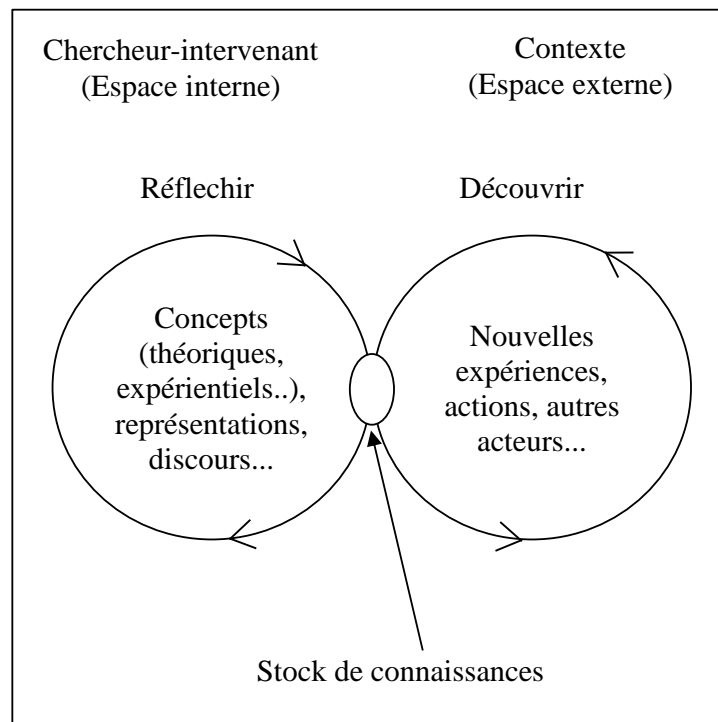 Chercheur-intervenant
(Espace interne)
Contexte
(Espace externe)
Réflechir
Découvrir
Concepts
(théoriques,
expérientiels..),
représentations,
discours...
Nouvelles
expériences,
actions, autres
acteurs...
Stock de connaissances